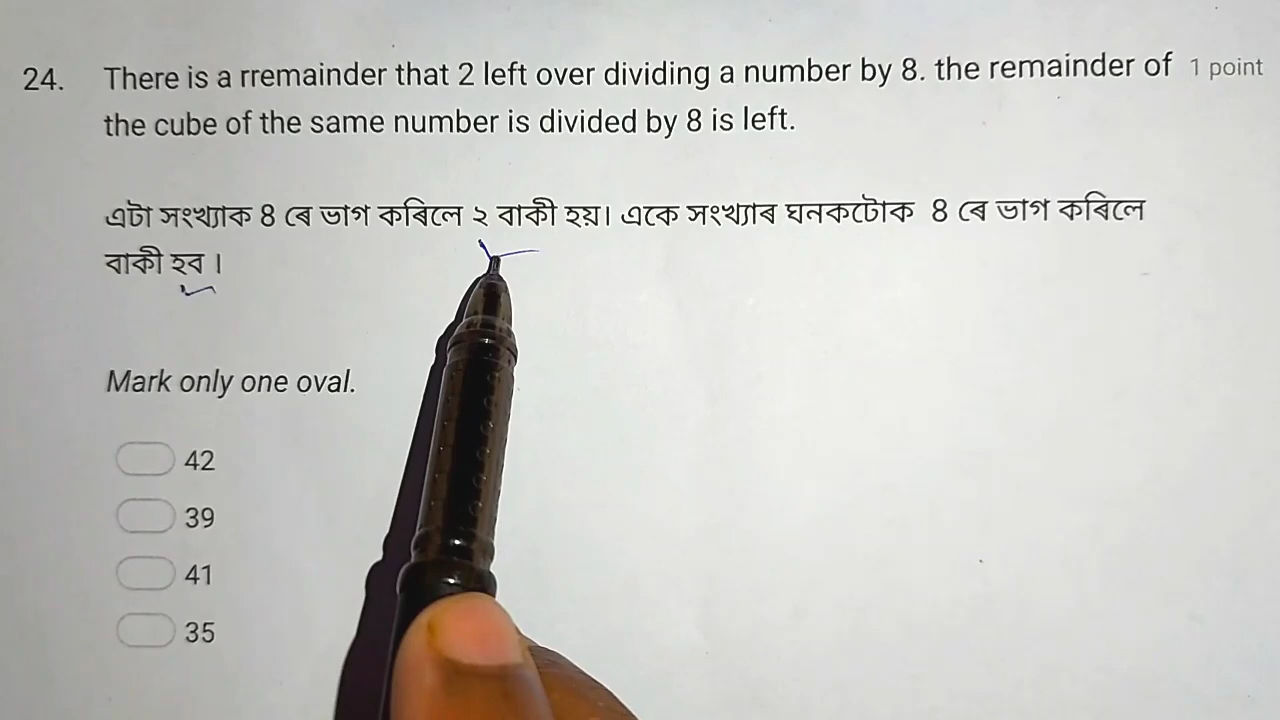 24. There is a rremainder that 2 left over dividing a number by 8. the remainder of 1 point
the cube of the same number is divided by 8 is left.
এটা সংখ্যাক 8 ৰে ভাগ কৰিলে ২ বাকী হয়। একে সংখ্যাৰ ঘনকটোক 8 ৰে ভাগ কৰিলে
বাকী হব ।
Mark only one oval.
42
39
41
35